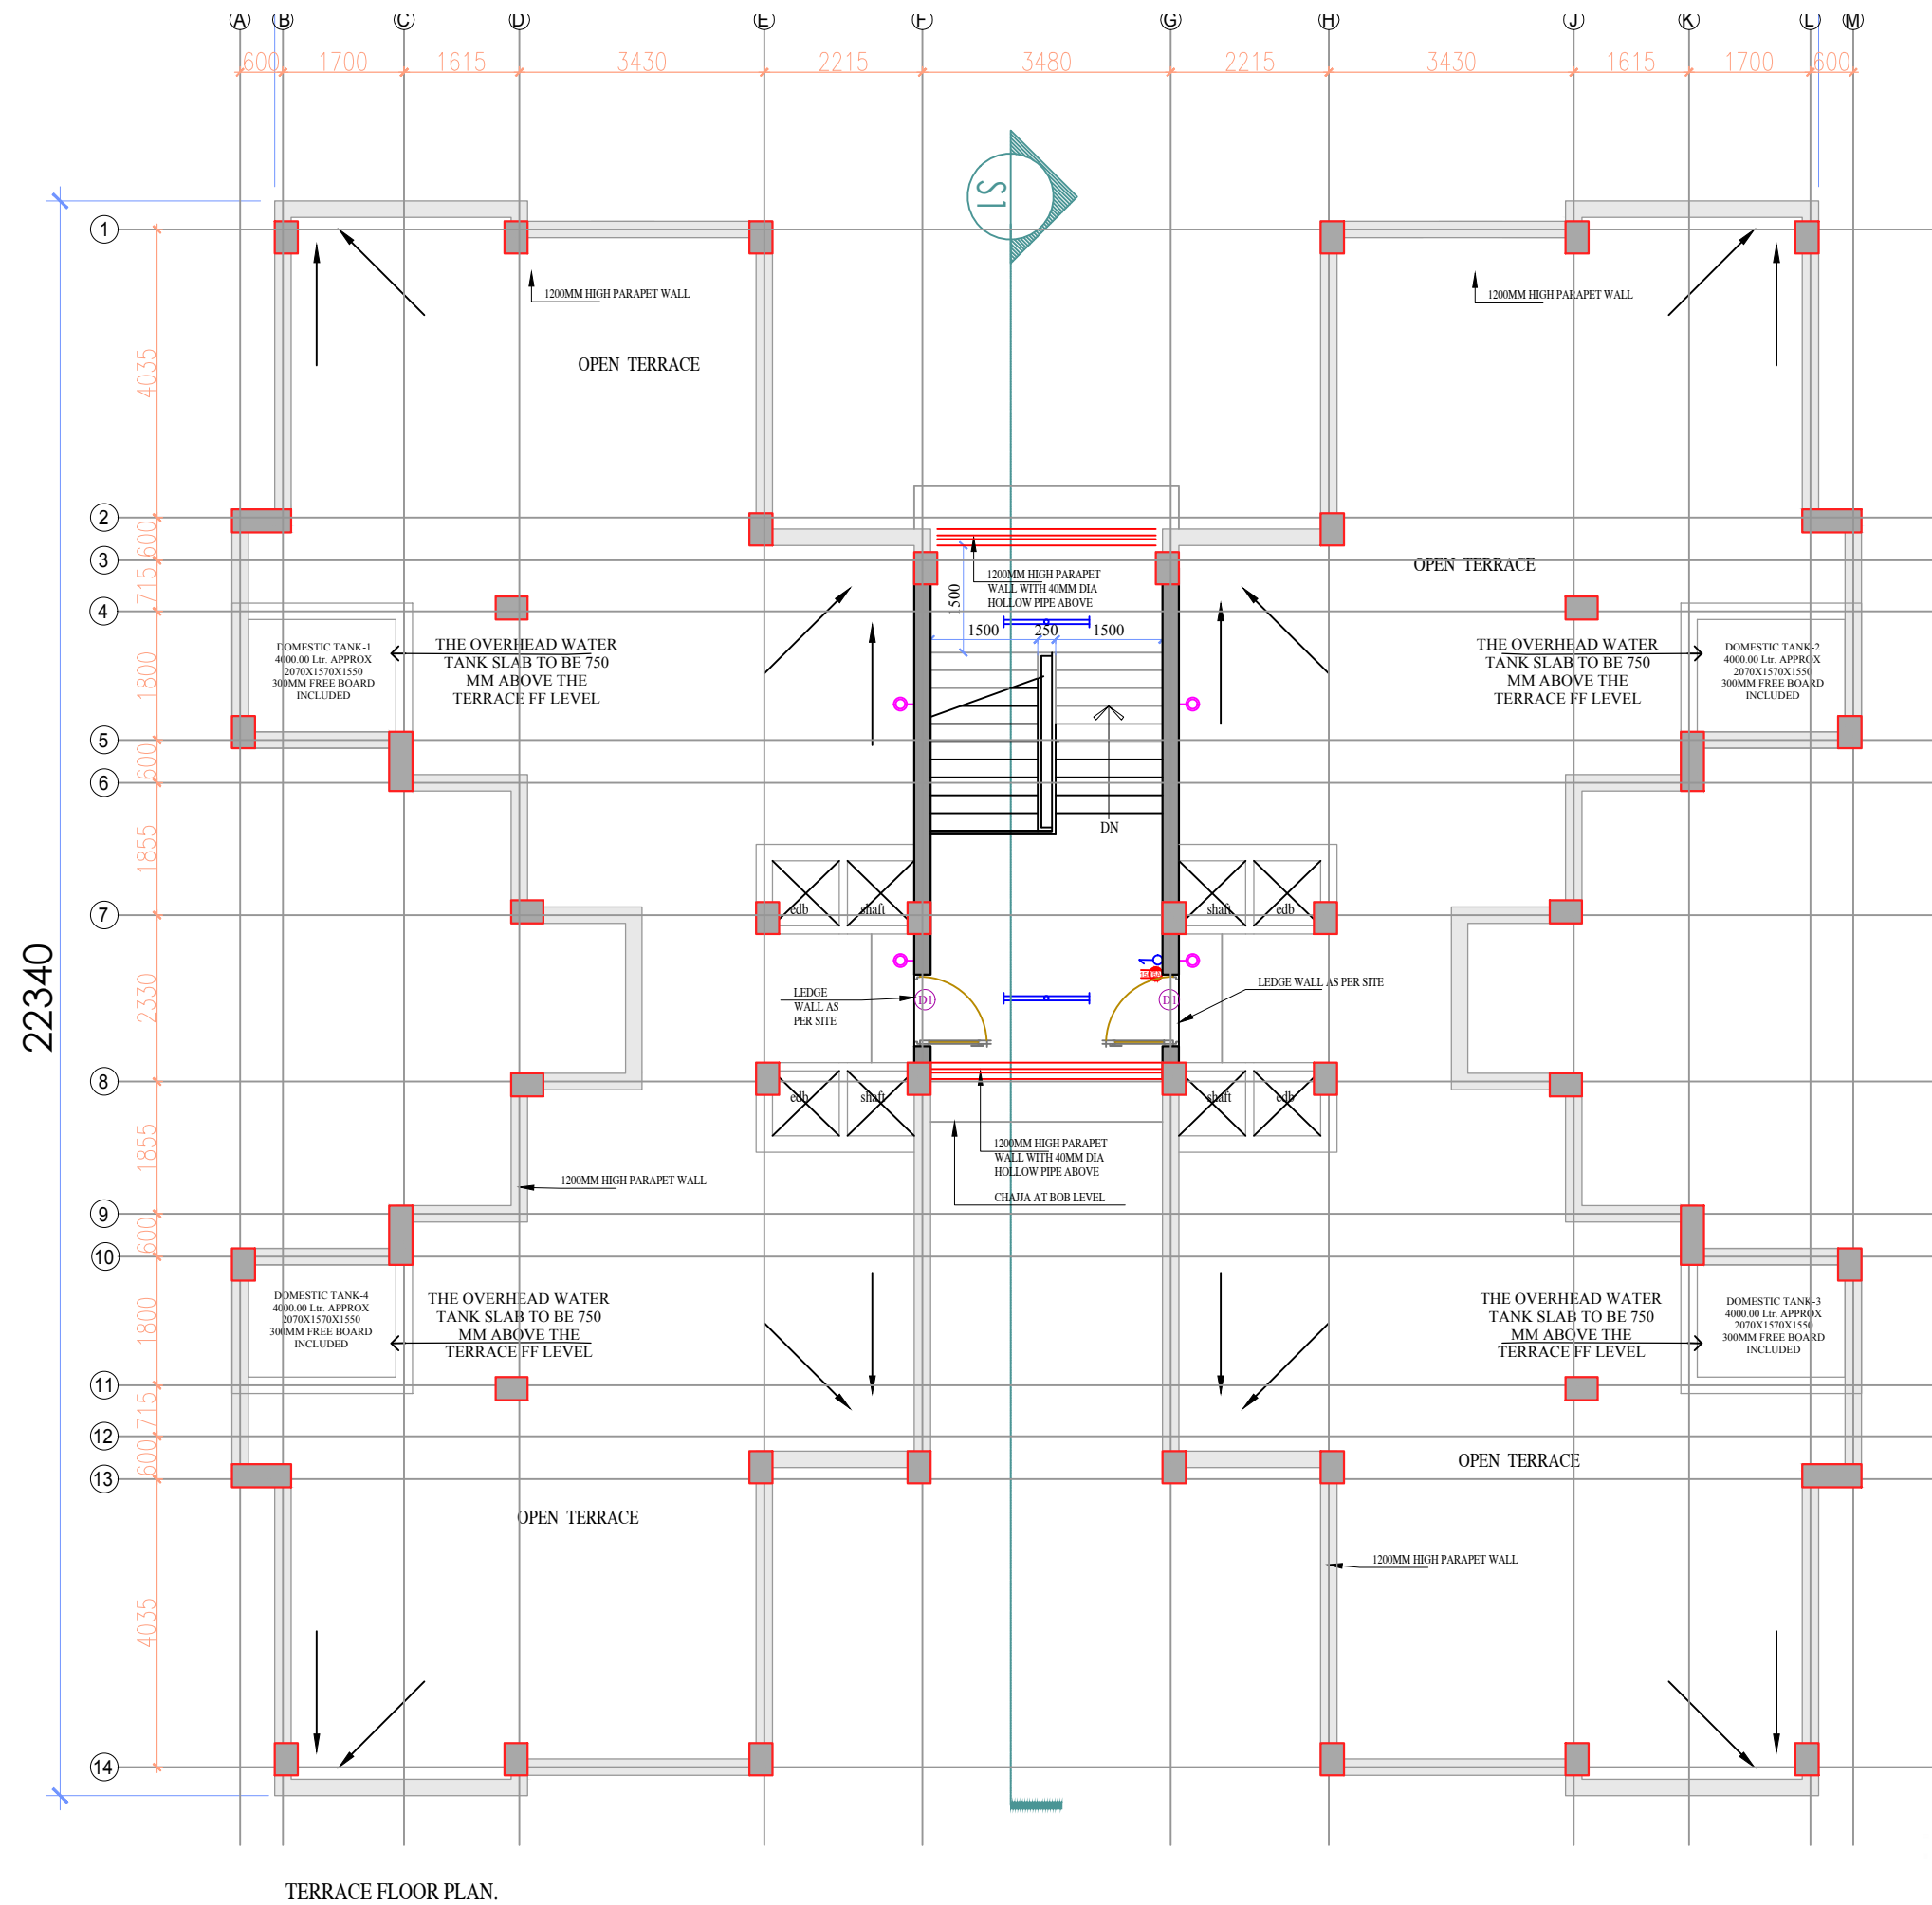 A B C D E F G H J K L M
600 1700 1615 3430 2215 3480 2215 3430 1615 1700 600
S1
1
1200MM HIGH PARAPET WALL
1200MM HIGH PARAPET WALL
OPEN TERRACE
4035
2
600
3
OPEN TERRACE
715
1200MM HIGH PARAPET
WALL WITH 40MM DIA
HOLLOW PIPE ABOVE
1500
4
1500 250 1500
DOMESTIC TANK-1
4000.00 Ltr. APPROX
2070X1570X1550
300MM FREE BOARD
INCLUDED
THE OVERHEAD WATER
TANK SLAB TO BE 750
MM ABOVE THE
TERRACE FF LEVEL
THE OVERHEAD WATER
TANK SLAB TO BE 750
MM ABOVE THE
TERRACE FF LEVEL
DOMESTIC TANK-2
4000.00 Ltr. APPROX
2070X1570X1550
300MM FREE BOARD
INCLUDED
1800
5
600
6
DN
1855
7
edb shaft
shaft edb
22340
2330
LEDGE
WALL AS
PER SITE
D1
D1
1
LEDGE WALL AS PER SITE
8
edb shaft
shaft edb
1855
1200MM HIGH PARAPET
WALL WITH 40MM DIA
HOLLOW PIPE ABOVE
CHAJJA AT BOB LEVEL
1200MM HIGH PARAPET WALL
9
600
10
DOMESTIC TANK-4
4000.00 Ltr. APPROX
2070X1570X1550
300MM FREE BOARD
INCLUDED
THE OVERHEAD WATER
TANK SLAB TO BE 750
MM ABOVE THE
TERRACE FF LEVEL
THE OVERHEAD WATER
TANK SLAB TO BE 750
MM ABOVE THE
TERRACE FF LEVEL
DOMESTIC TANK-3
4000.00 Ltr. APPROX
2070X1570X1550
300MM FREE BOARD
INCLUDED
1800
11
715
12
600
13
OPEN TERRACE
OPEN TERRACE
1200MM HIGH PARAPET WALL
4035
14
TERRACE FLOOR PLAN.